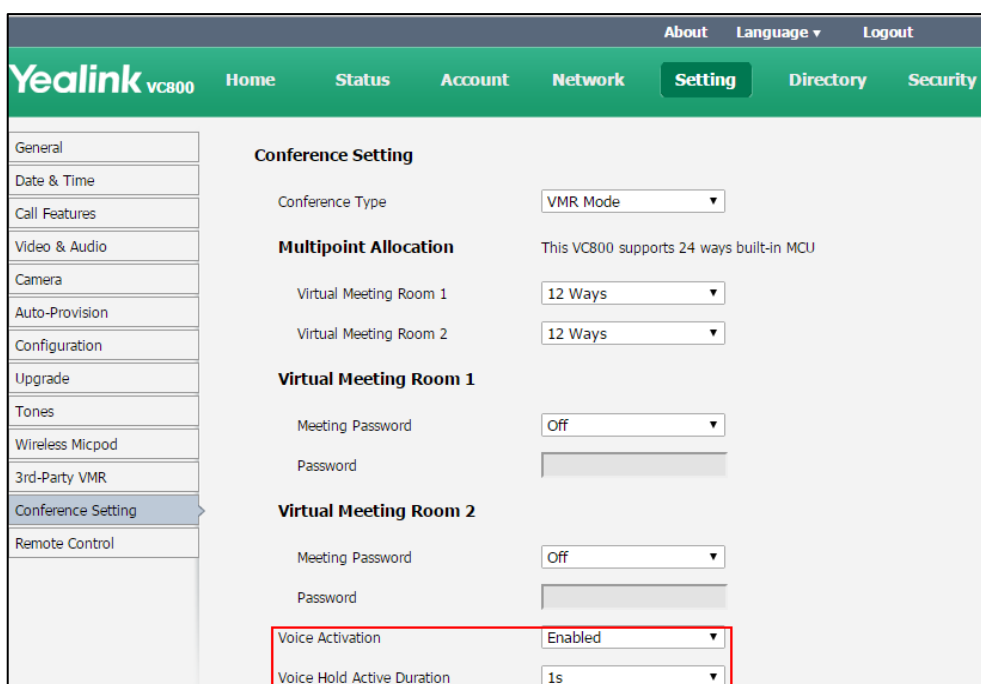 About Language ▾ Logout
Yealink VC800 Home Status Account Network Setting Directory Security
General
Date & Time
Call Features
Video & Audio
Camera
Auto-Provision
Configuration
Upgrade
Tones
Wireless Micpod
3rd-Party VMR
Conference Setting
Remote Control
Conference Setting
Conference Type VMR Mode
Multipoint Allocation This VC800 supports 24 ways built-in MCU
Virtual Meeting Room 1 12 Ways
Virtual Meeting Room 2 12 Ways
Virtual Meeting Room 1
Meeting Password Off
Password
Virtual Meeting Room 2
Meeting Password Off
Password
Voice Activation Enabled
Voice Hold Active Duration 1s